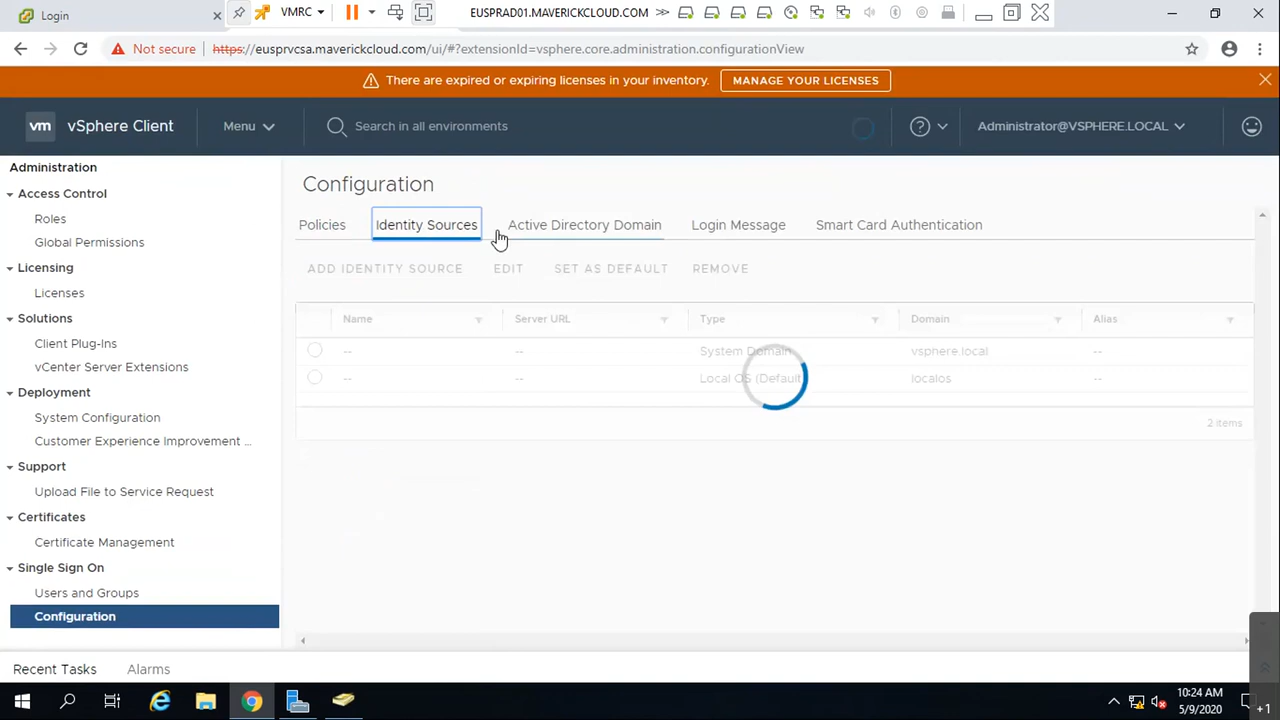 Login
VMRC
EUSPRAD01.MAVERICKCLOUD.COM
Not secure https://eusprvcsa.maverickcloud.com/ui/#?extensionId=vsphere.core.administration.configurationView
There are expired or expiring licenses in your inventory. MANAGE YOUR LICENSES
vm vSphere Client Menu Search in all environments Administrator@VSPHERE.LOCAL
Administration
Access Control
Roles
Global Permissions
Licensing
Licenses
Solutions
Client Plug-Ins
vCenter Server Extensions
Deployment
System Configuration
Customer Experience Improvement ...
Support
Upload File to Service Request
Certificates
Certificate Management
Single Sign On
Users and Groups
Configuration
Configuration
Policies Identity Sources Active Directory Domain Login Message Smart Card Authentication
ADD IDENTITY SOURCE EDIT SET AS DEFAULT REMOVE
Name Server URL Type Domain Alias
-- -- System Domain vsphere.local --
-- -- Local OS (Default localos --
2 items
Recent Tasks Alarms
10:24 AM
5/9/2020
+1